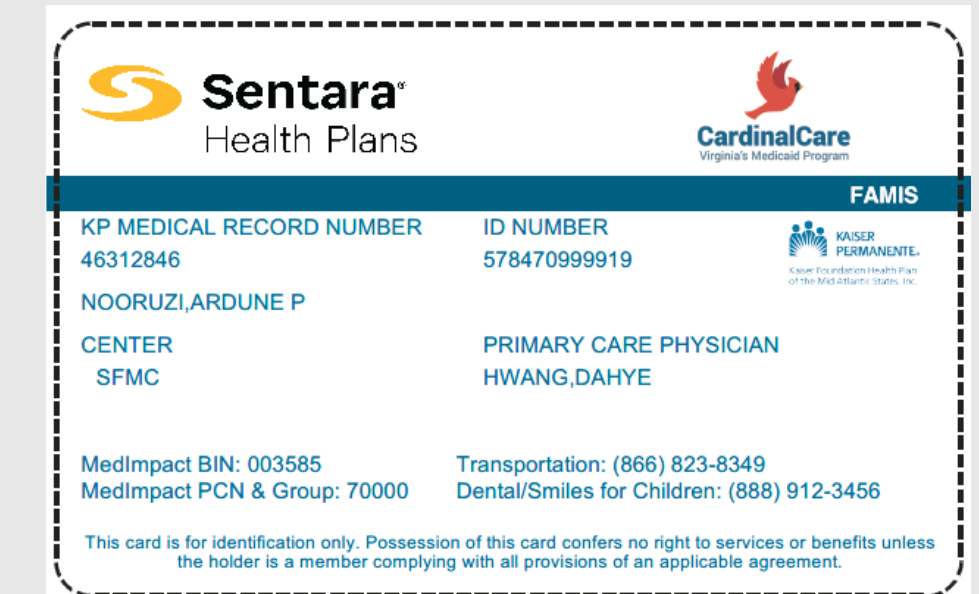 Sentara®
Health Plans
CardinalCare
Virginia's Medicaid Program
FAMIS
KP MEDICAL RECORD NUMBER
46312846
ID NUMBER
578470999919
KAISER
PERMANENTE®
Kaiser Foundation Health Plan
of the Mid Atlantic States, Inc.
NOORUZI,ARDUNE P
CENTER
SFMC
PRIMARY CARE PHYSICIAN
HWANG,DAHYE
MedImpact BIN: 003585
MedImpact PCN & Group: 70000
Transportation: (866) 823-8349
Dental/Smiles for Children: (888) 912-3456
This card is for identification only. Possession of this card confers no right to services or benefits unless
the holder is a member complying with all provisions of an applicable agreement.